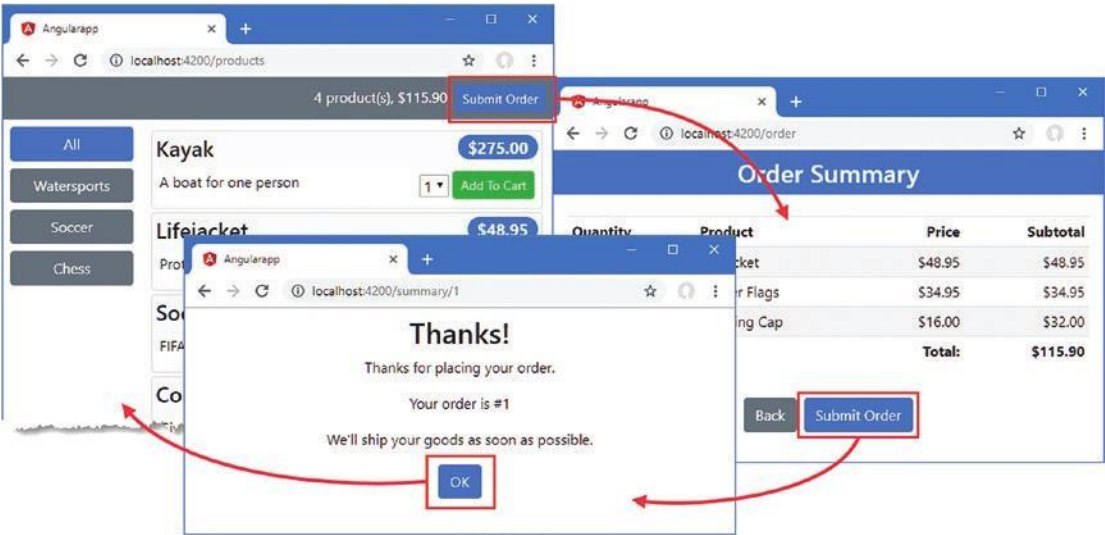 Angularapp
localhost:4200/products
4 product(s), $115.90 Submit Order
All
Watersports
Soccer
Chess
Kayak $275.00
A boat for one person 1 Add To Cart
Lifejacket $48.95
Angularapp
localhost:4200/order
Order Summary
Quantity Product Price Subtotal
$48.95 $48.95
Flags $34.95 $34.95
Cap $16.00 $32.00
Total: $115.90
Back Submit Order
Angularapp
localhost:4200/summary/1
Thanks!
Thanks for placing your order.
Your order is #1
We'll ship your goods as soon as possible.
OK
FIFA